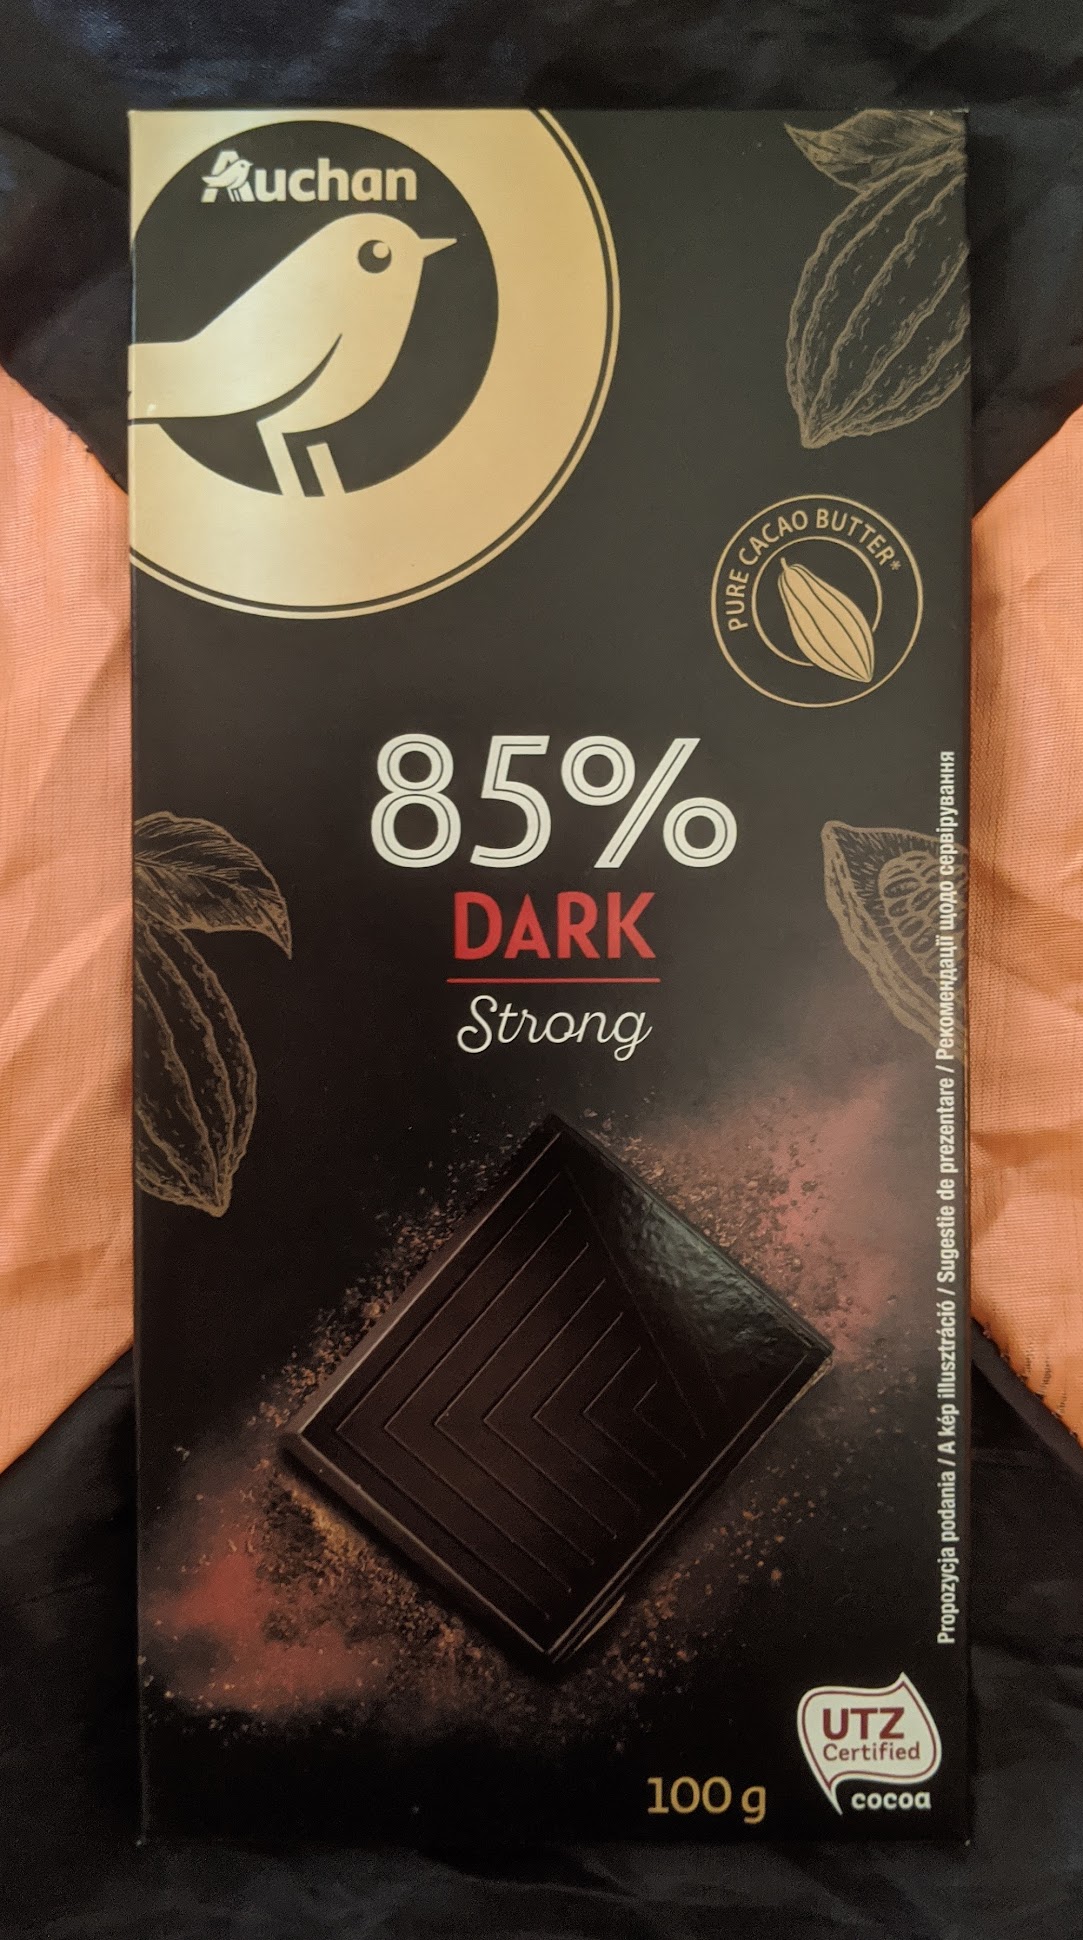 Auchan
PURE CACAO BUTTER*
85%
DARK
Strong
Propozycja podania / A kép illusztráció / Sugestie de prezentare / Рекомендації щодо сервірування
100 g
UTZ
Certified
cocoa